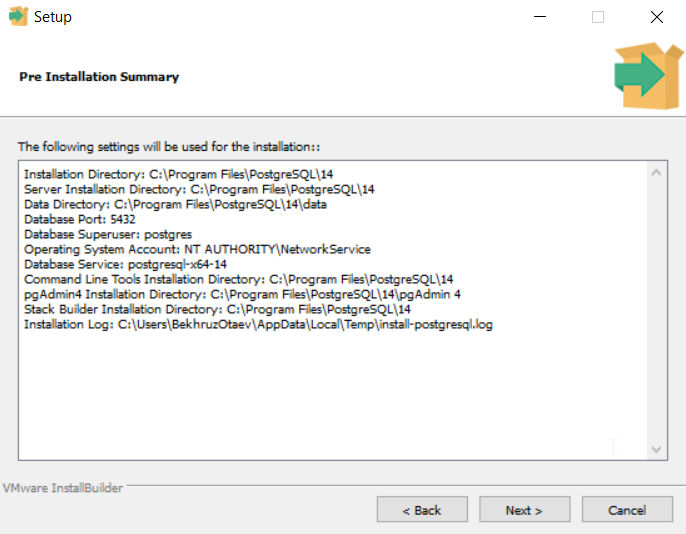 Setup
Pre Installation Summary
The following settings will be used for the installation::
Installation Directory: C:\Program Files\PostgreSQL\14
Server Installation Directory: C:\Program Files\PostgreSQL\14
Data Directory: C:\Program Files\PostgreSQL\14\data
Database Port: 5432
Database Superuser: postgres
Operating System Account: NT AUTHORITY\NetworkService
Database Service: postgresql-x64-14
Command Line Tools Installation Directory: C:\Program Files\PostgreSQL\14
pgAdmin4 Installation Directory: C:\Program Files\PostgreSQL\14\pgAdmin 4
Stack Builder Installation Directory: C:\Program Files\PostgreSQL\14
Installation Log: C:\Users\BekhruzOtaev\AppData\Local\Temp\install-postgresql.log
VMware InstallBuilder
< Back Next > Cancel